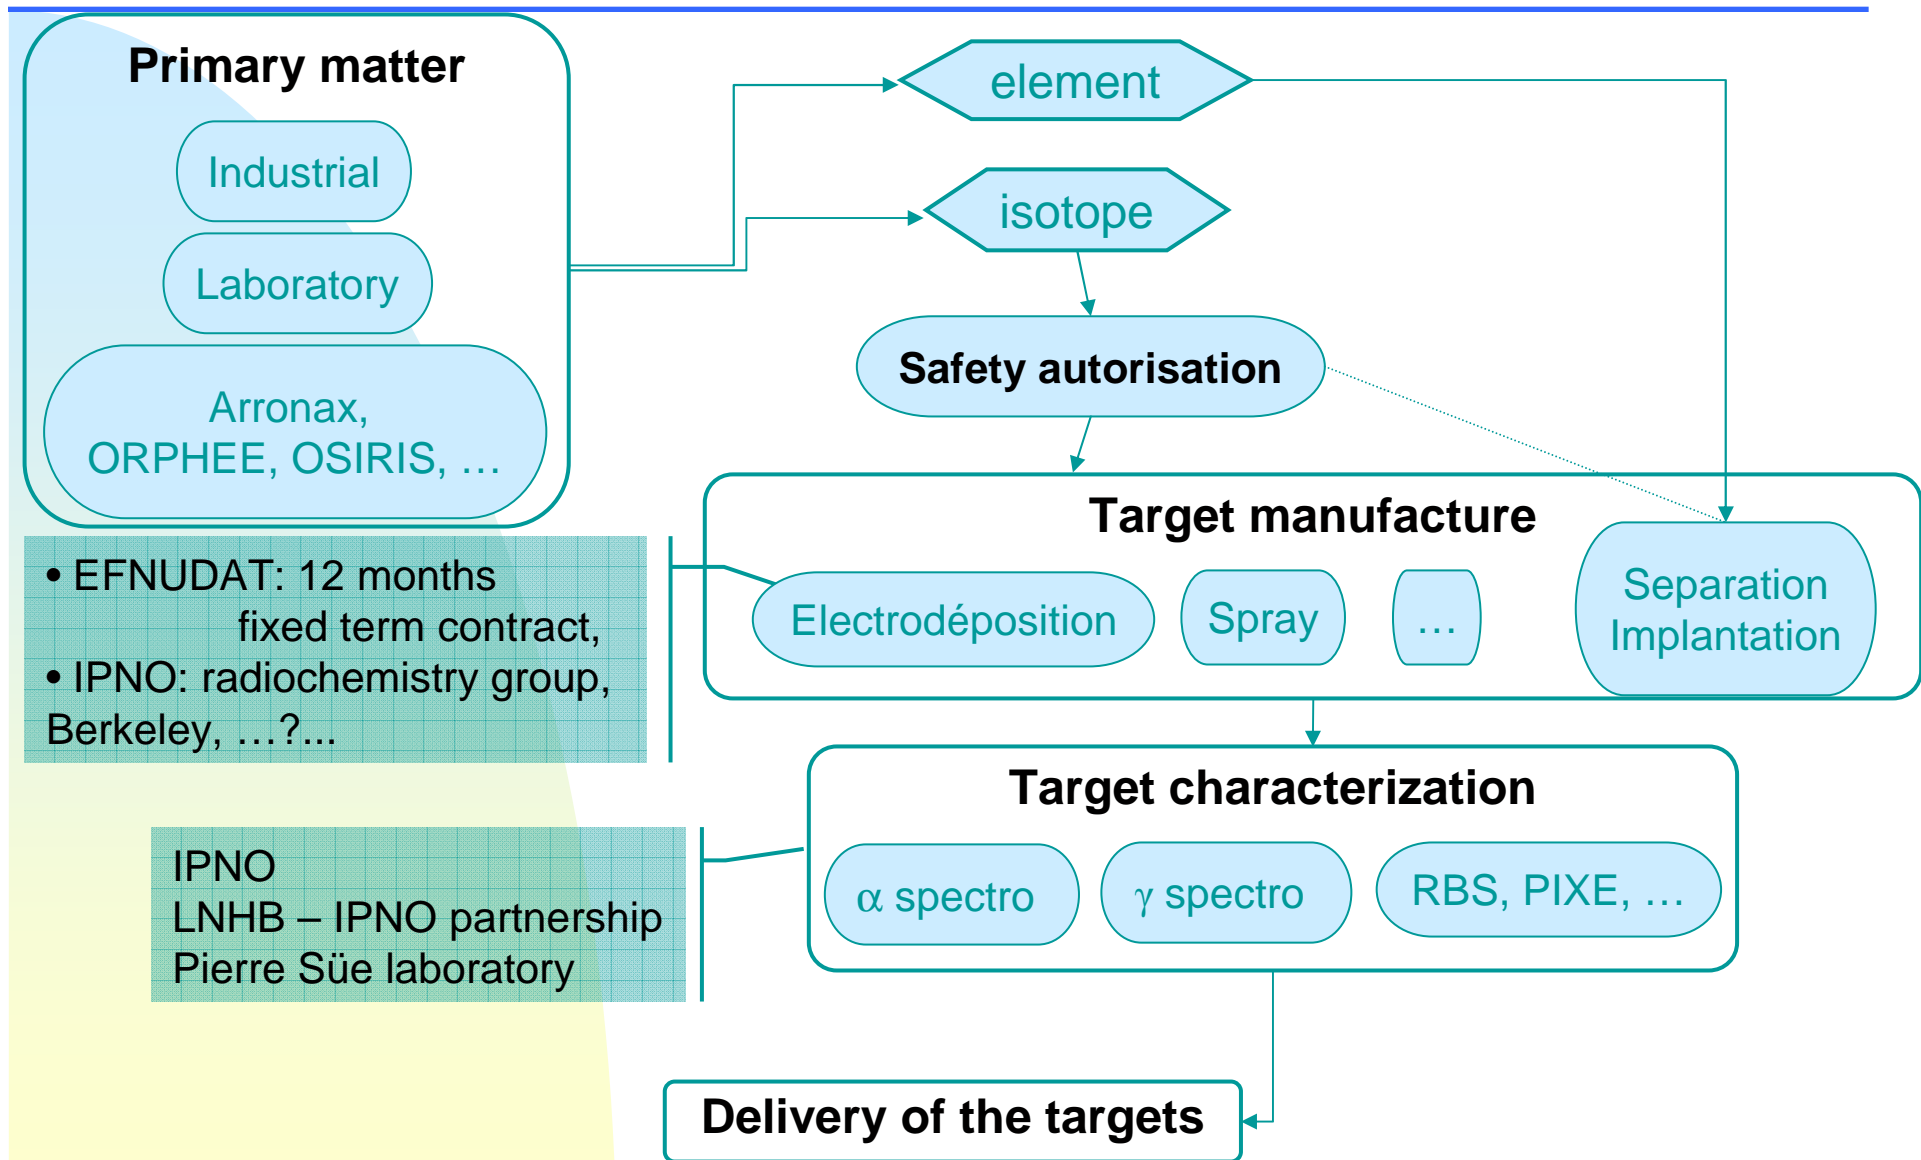 Primary matter
Industrial
Laboratory
Arronax,
ORPHEE, OSIRIS, …
element
isotope
Safety autorisation
Target manufacture
Electrodéposition
Spray
…
Separation
Implantation
• EFNUDAT: 12 months
fixed term contract,
• IPNO: radiochemistry group,
Berkeley, …?...
Target characterization
α spectro
γ spectro
RBS, PIXE, …
IPNO
LNHB – IPNO partnership
Pierre Süe laboratory
Delivery of the targets